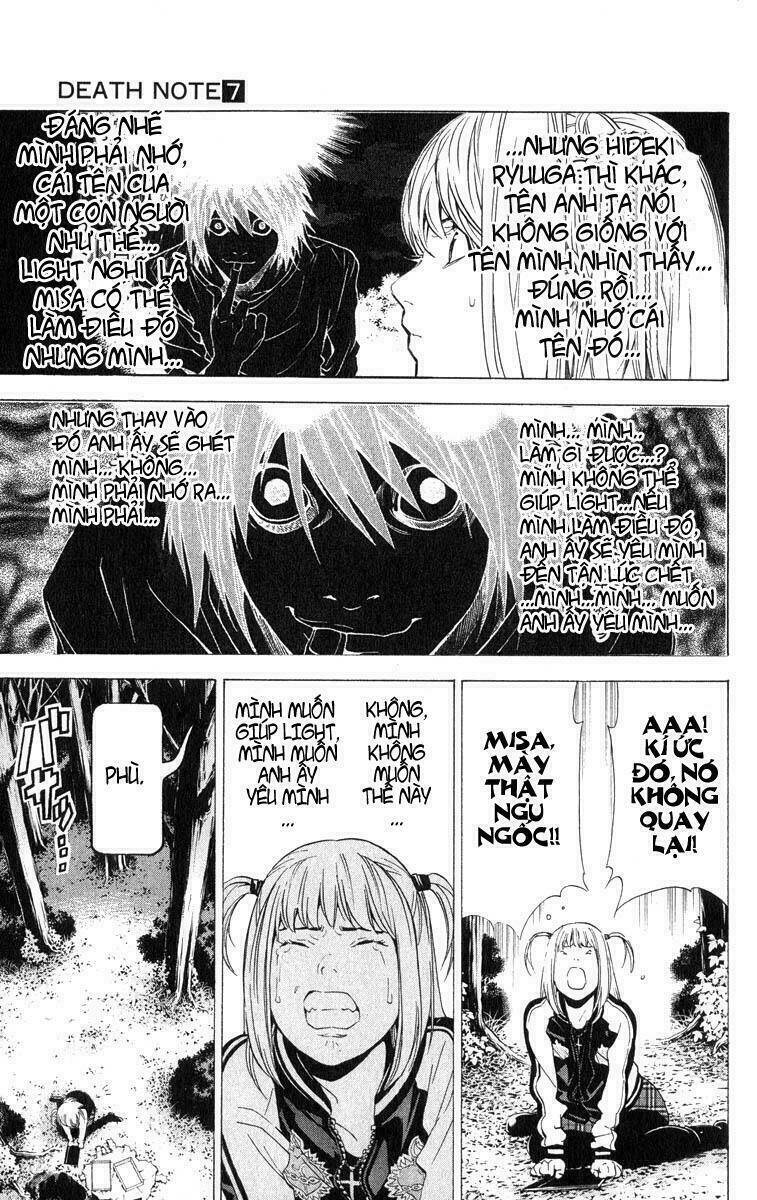 DEATH NOTE 7
...NHƯNG HIDEKI
RYUUGA THÌ KHÁC,
TÊN ANH TA NÓI
KHÔNG GIỐNG VỚI
TÊN MÌNH NHÌN THẤY...
ĐÚNG RỒI...
MÌNH NHỚ CÁI
TÊN ĐÓ...
ĐÁNG NHẼ
MÌNH PHẢI NHỚ,
CÁI TÊN CỦA
MỘT CON NGƯỜI
NHƯ THẾ...
LIGHT NGHĨ LÀ
MISA CÓ THỂ
LÀM ĐIỀU ĐÓ
NHƯNG MÌNH...
MÌNH... MÌNH..
LÀM GÌ ĐƯỢC...?
MÌNH KHÔNG THỂ
GIÚP LIGHT...NẾU
MÌNH LÀM ĐIỀU ĐÓ,
ANH ẤY SẼ YÊU MÌNH
ĐẾN TẬN LÚC CHẾT
...MÌNH...MÌNH... MUỐN
ANH ẤY YÊU MÌNH...
NHƯNG THAY VÀO
ĐÓ ANH ẤY SẼ GHÉT
MÌNH... KHÔNG...
MÌNH PHẢI NHỚ RA...
MÌNH PHẢI...
AAA!
KÍ ỨC
ĐÓ, NÓ
KHÔNG
QUAY
LẠI!
MISA,
MÀY
THẬT
NGU
NGỐC!!
KHÔNG,
MÌNH
KHÔNG
MUỐN
THẾ NÀY
...
MÌNH MUỐN
GIÚP LIGHT,
MÌNH MUỐN
ANH ẤY
YÊU MÌNH
...
PHÙ.
バサッ…